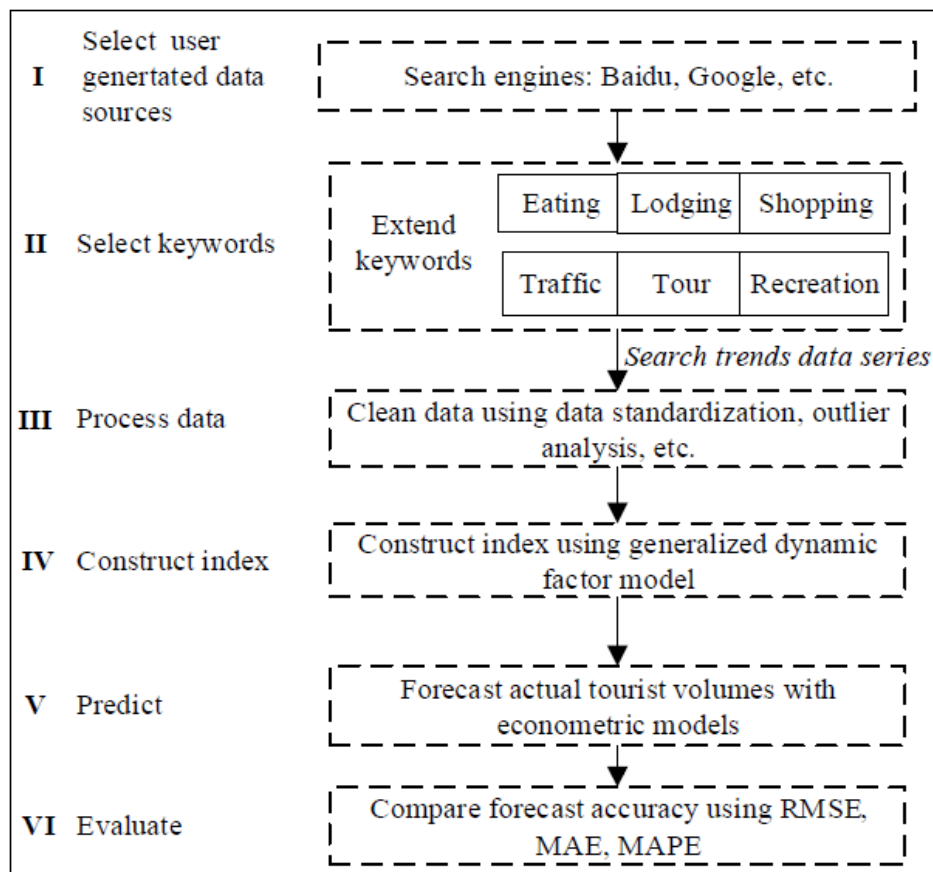 I Select user genertated data sources
Search engines: Baidu, Google, etc.
II Select keywords
Extend keywords
Eating Lodging Shopping
Traffic Tour Recreation
Search trends data series
III Process data
Clean data using data standardization, outlier
analysis, etc.
IV Construct index
Construct index using generalized dynamic
factor model
V Predict
Forecast actual tourist volumes with
econometric models
VI Evaluate
Compare forecast accuracy using RMSE,
MAE, MAPE